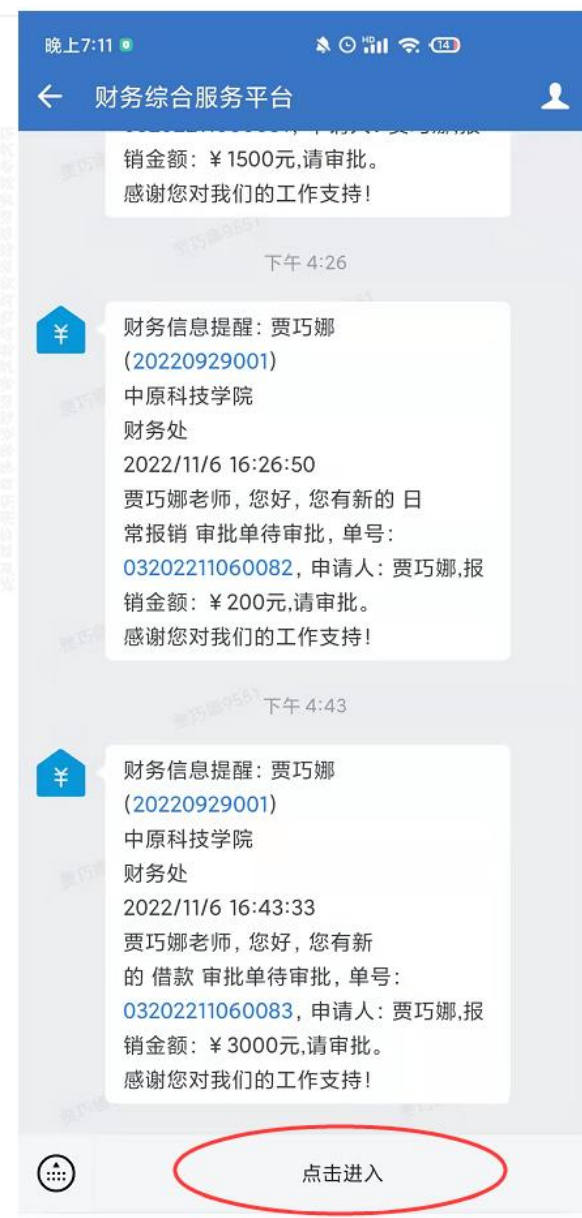 晚上7:11
HD
14
财务综合服务平台
销金额：￥1500元,请审批。
感谢您对我们的工作支持！
下午 4:26
财务信息提醒：贾巧娜
(20220929001)
中原科技学院
财务处
2022/11/6 16:26:50
贾巧娜老师，您好，您有新的 日
常报销 审批单待审批，单号：
03202211060082，申请人：贾巧娜,报
销金额：￥200元,请审批。
感谢您对我们的工作支持！
下午 4:43
财务信息提醒：贾巧娜
(20220929001)
中原科技学院
财务处
2022/11/6 16:43:33
贾巧娜老师，您好，您有新
的 借款 审批单待审批，单号：
03202211060083，申请人：贾巧娜,报
销金额：￥3000元,请审批。
感谢您对我们的工作支持！
点击进入